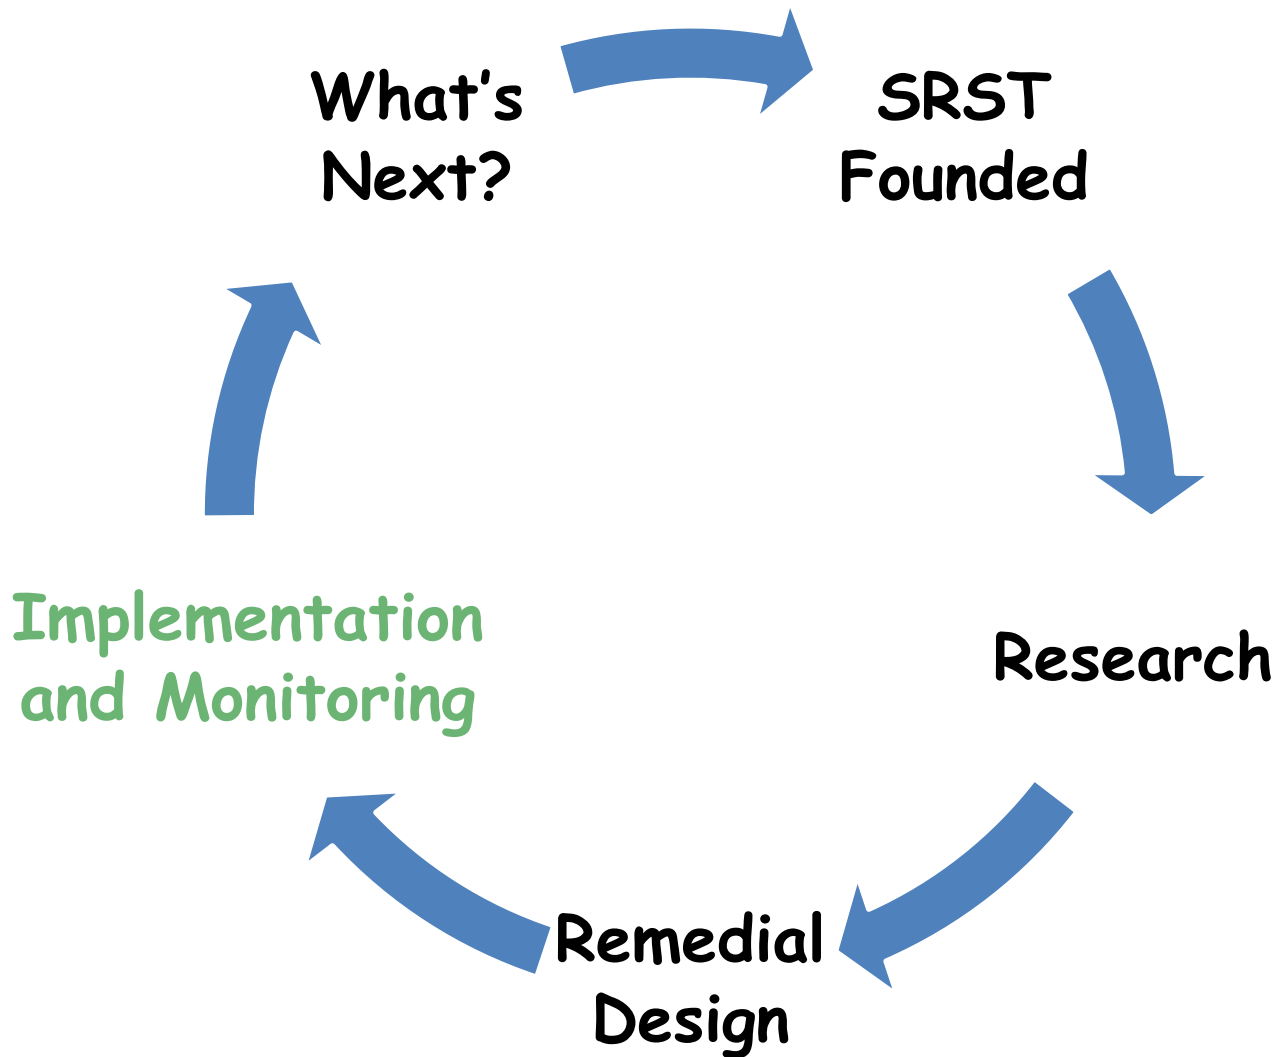 What's
Next?
SRST
Founded
Research
Remedial
Design
Implementation
and Monitoring